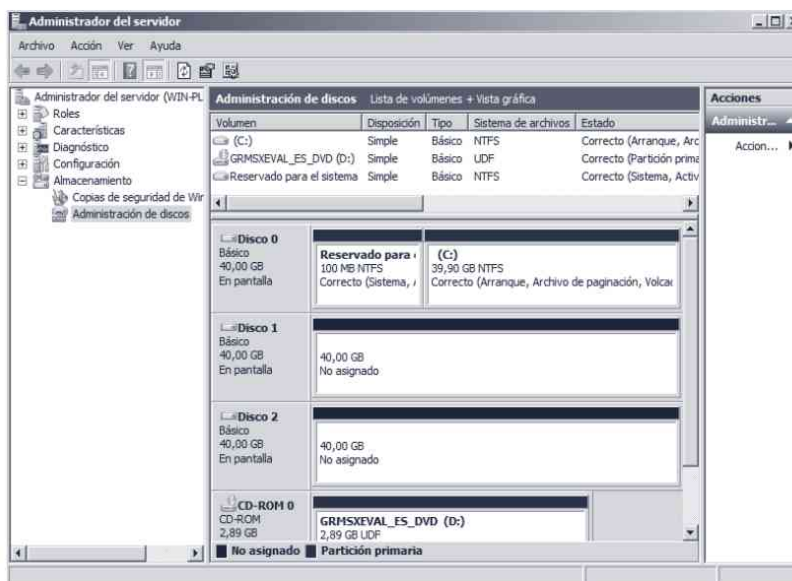 Administrador del servidor
Archivo Acción Ver Ayuda
Administrador del servidor (WIN-PL
Roles
Características
Diagnóstico
Configuración
Almacenamiento
Copias de seguridad de Wir
Administración de discos
Administración de discos Lista de volúmenes + Vista gráfica
Volumen Disposición Tipo Sistema de archivos Estado
(C:) Simple Básico NTFS Correcto (Arranque, Arc
GRMSXEVAL_ES_DVD (D:) Simple Básico UDF Correcto (Partición prima
Reservado para el sistema Simple Básico NTFS Correcto (Sistema, Activ
Disco 0
Básico
40,00 GB
En pantalla
Reservado para
100 MB NTFS
Correcto (Sistema,
(C:)
39,90 GB NTFS
Correcto (Arranque, Archivo de paginación, Volcac
Disco 1
Básico
40,00 GB
En pantalla
40,00 GB
No asignado
Disco 2
Básico
40,00 GB
En pantalla
40,00 GB
No asignado
CD-ROM 0
CD-ROM
2,89 GB
GRMSXEVAL_ES_DVD (D:)
2,89 GB UDF
No asignado Partición primaria
Acciones
Administr...
Accion...